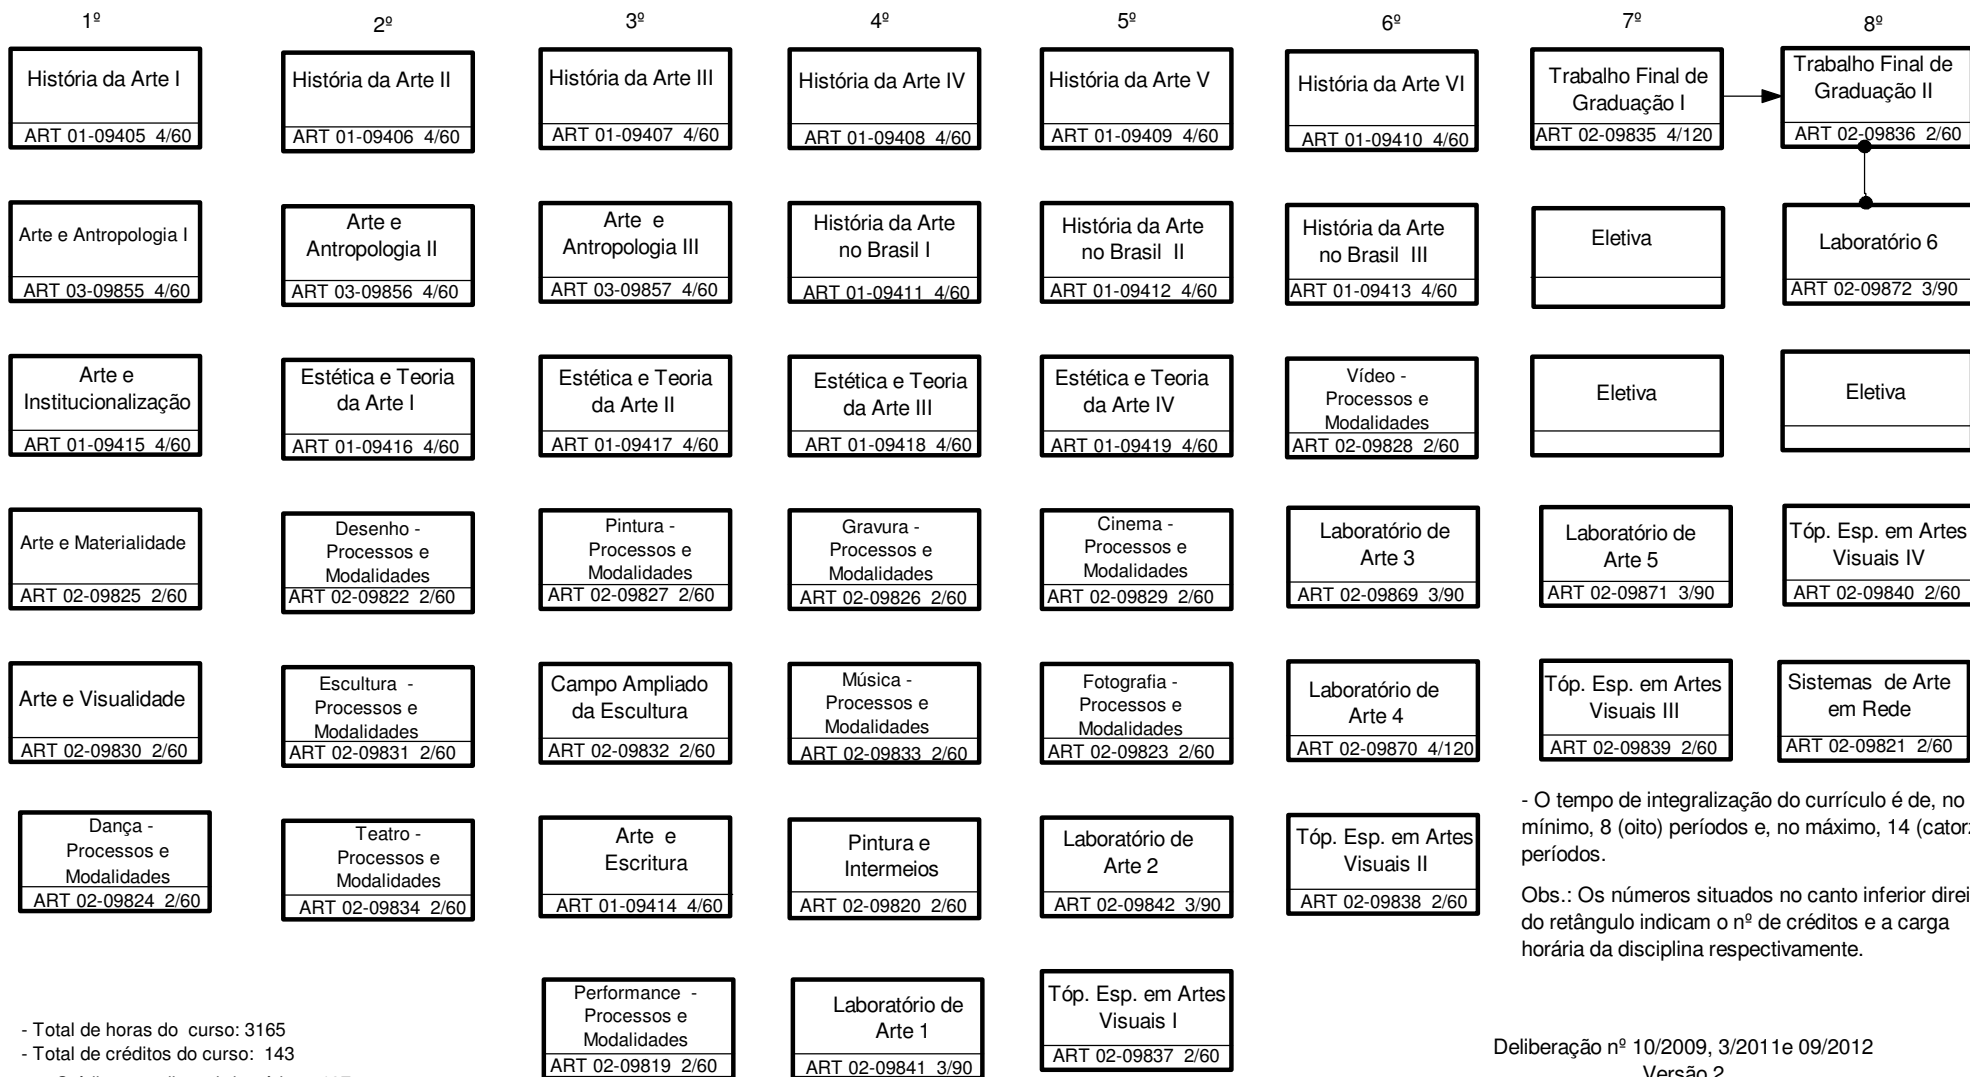 1º
2º
3º
4º
5º
6º
7º
8º
História da Arte I
ART 01-09405 4/60
História da Arte II
ART 01-09406 4/60
História da Arte III
ART 01-09407 4/60
História da Arte IV
ART 01-09408 4/60
História da Arte V
ART 01-09409 4/60
História da Arte VI
ART 01-09410 4/60
Trabalho Final de
Graduação I
ART 02-09835 4/120
Trabalho Final de
Graduação II
ART 02-09836 2/60
Arte e Antropologia I
ART 03-09855 4/60
Arte e
Antropologia II
ART 03-09856 4/60
Arte e
Antropologia III
ART 03-09857 4/60
História da Arte
no Brasil I
ART 01-09411 4/60
História da Arte
no Brasil II
ART 01-09412 4/60
História da Arte
no Brasil III
ART 01-09413 4/60
Eletiva
Laboratório 6
ART 02-09872 3/90
Arte e
Institucionalização
ART 01-09415 4/60
Estética e Teoria
da Arte I
ART 01-09416 4/60
Estética e Teoria
da Arte II
ART 01-09417 4/60
Estética e Teoria
da Arte III
ART 01-09418 4/60
Estética e Teoria
da Arte IV
ART 01-09419 4/60
Vídeo -
Processos e
Modalidades
ART 02-09828 2/60
Eletiva
Eletiva
Arte e Materialidade
ART 02-09825 2/60
Desenho -
Processos e
Modalidades
ART 02-09822 2/60
Pintura -
Processos e
Modalidades
ART 02-09827 2/60
Gravura -
Processos e
Modalidades
ART 02-09826 2/60
Cinema -
Processos e
Modalidades
ART 02-09829 2/60
Laboratório de
Arte 3
ART 02-09869 3/90
Laboratório de
Arte 5
ART 02-09871 3/90
Tóp. Esp. em Artes
Visuais IV
ART 02-09840 2/60
Arte e Visualidade
ART 02-09830 2/60
Escultura -
Processos e
Modalidades
ART 02-09831 2/60
Campo Ampliado
da Escultura
ART 02-09832 2/60
Música -
Processos e
Modalidades
ART 02-09833 2/60
Fotografia -
Processos e
Modalidades
ART 02-09823 2/60
Laboratório de
Arte 4
ART 02-09870 4/120
Tóp. Esp. em Artes
Visuais III
ART 02-09839 2/60
Sistemas de Arte
em Rede
ART 02-09821 2/60
Dança -
Processos e
Modalidades
ART 02-09824 2/60
Teatro -
Processos e
Modalidades
ART 02-09834 2/60
Arte e
Escritura
ART 01-09414 4/60
Pintura e
Intermeios
ART 02-09820 2/60
Laboratório de
Arte 2
ART 02-09842 3/90
Tóp. Esp. em Artes
Visuais II
ART 02-09838 2/60
- O tempo de integralização do currículo é de, no
mínimo, 8 (oito) períodos e, no máximo, 14
períodos.
Obs.: Os números situados no canto inferior
do retângulo indicam o nº de créditos e a carga
horária da disciplina respectivamente.
Performance -
Processos e
Modalidades
ART 02-09819 2/60
Laboratório de
Arte 1
ART 02-09841 3/90
Tóp. Esp. em Artes
Visuais I
ART 02-09837 2/60
- Total de horas do curso: 3165
- Total de créditos do curso: 143
Deliberação nº 10/2009, 3/2011e 09/2012
Versão 2